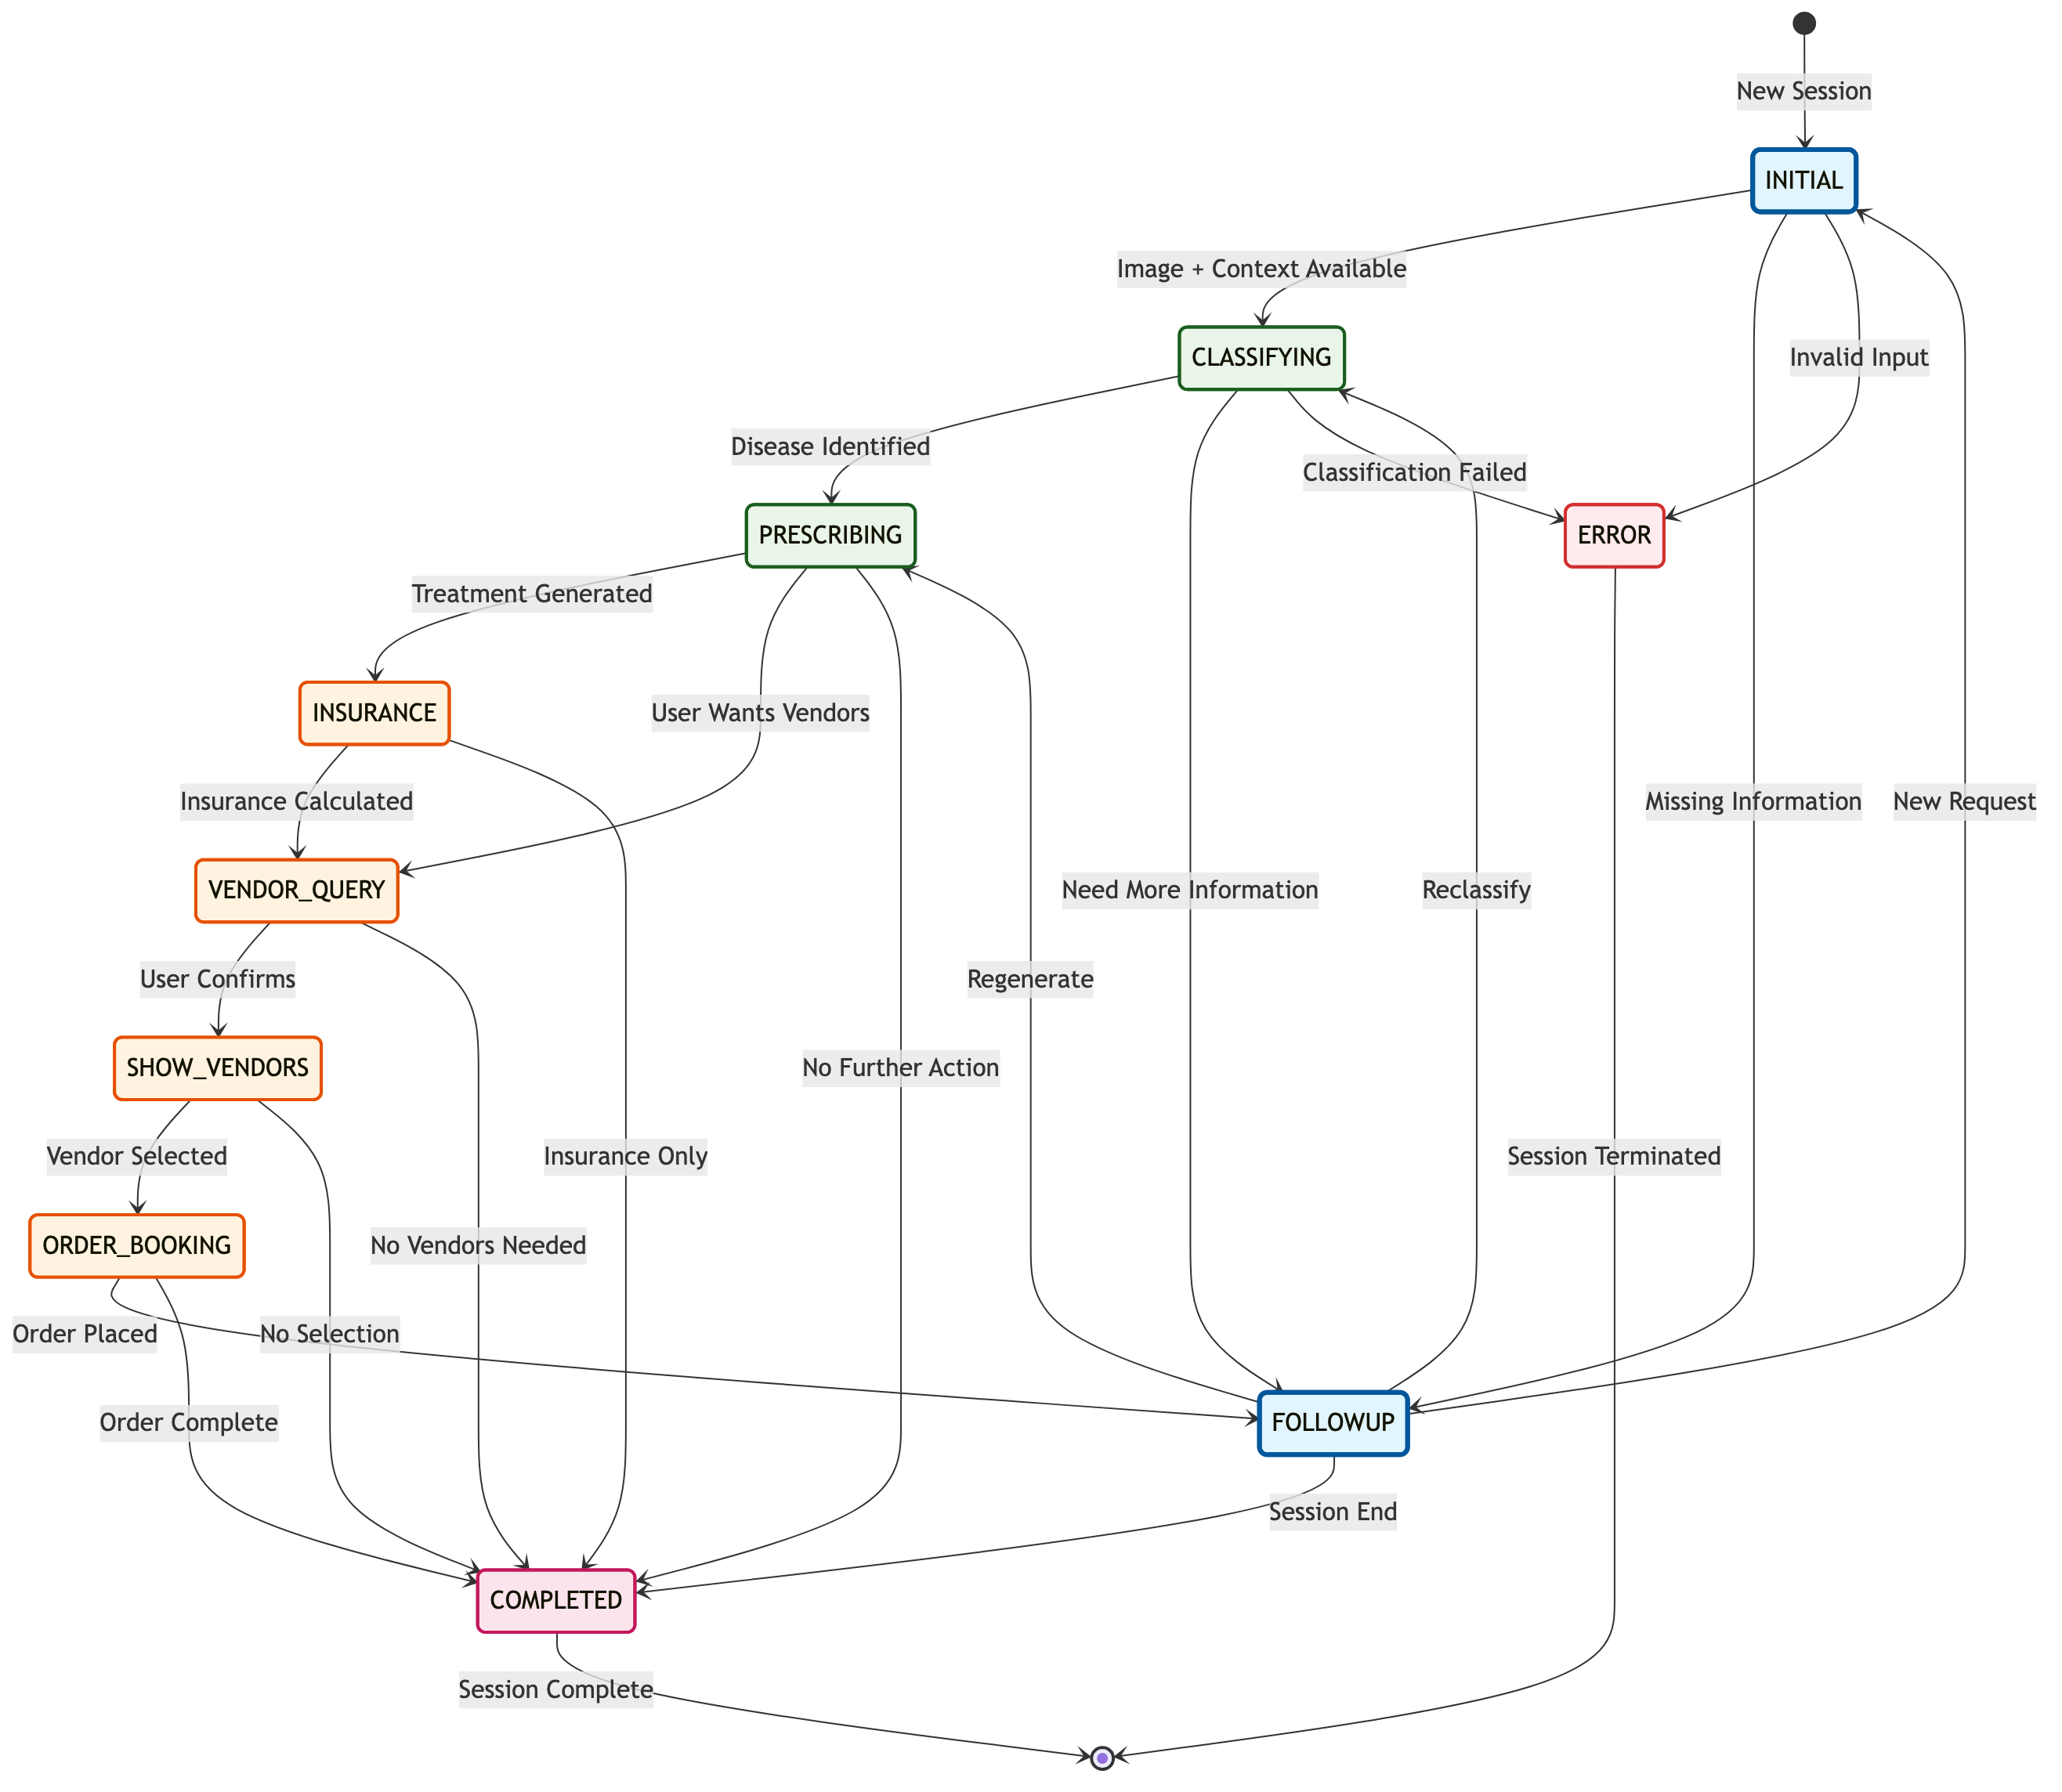 New Session
INITIAL
Image + Context Available
CLASSIFYING
Invalid Input
Disease Identified
Classification Failed
PRESCRIBING
ERROR
Treatment Generated
INSURANCE
User Wants Vendors
Insurance Calculated
Missing Information
New Request
VENDOR_QUERY
Need More Information
Reclassify
User Confirms
Regenerate
SHOW_VENDORS
No Further Action
Vendor Selected
Insurance Only
Session Terminated
ORDER_BOOKING
No Vendors Needed
Order Placed
No Selection
Order Complete
FOLLOWUP
Session End
COMPLETED
Session Complete